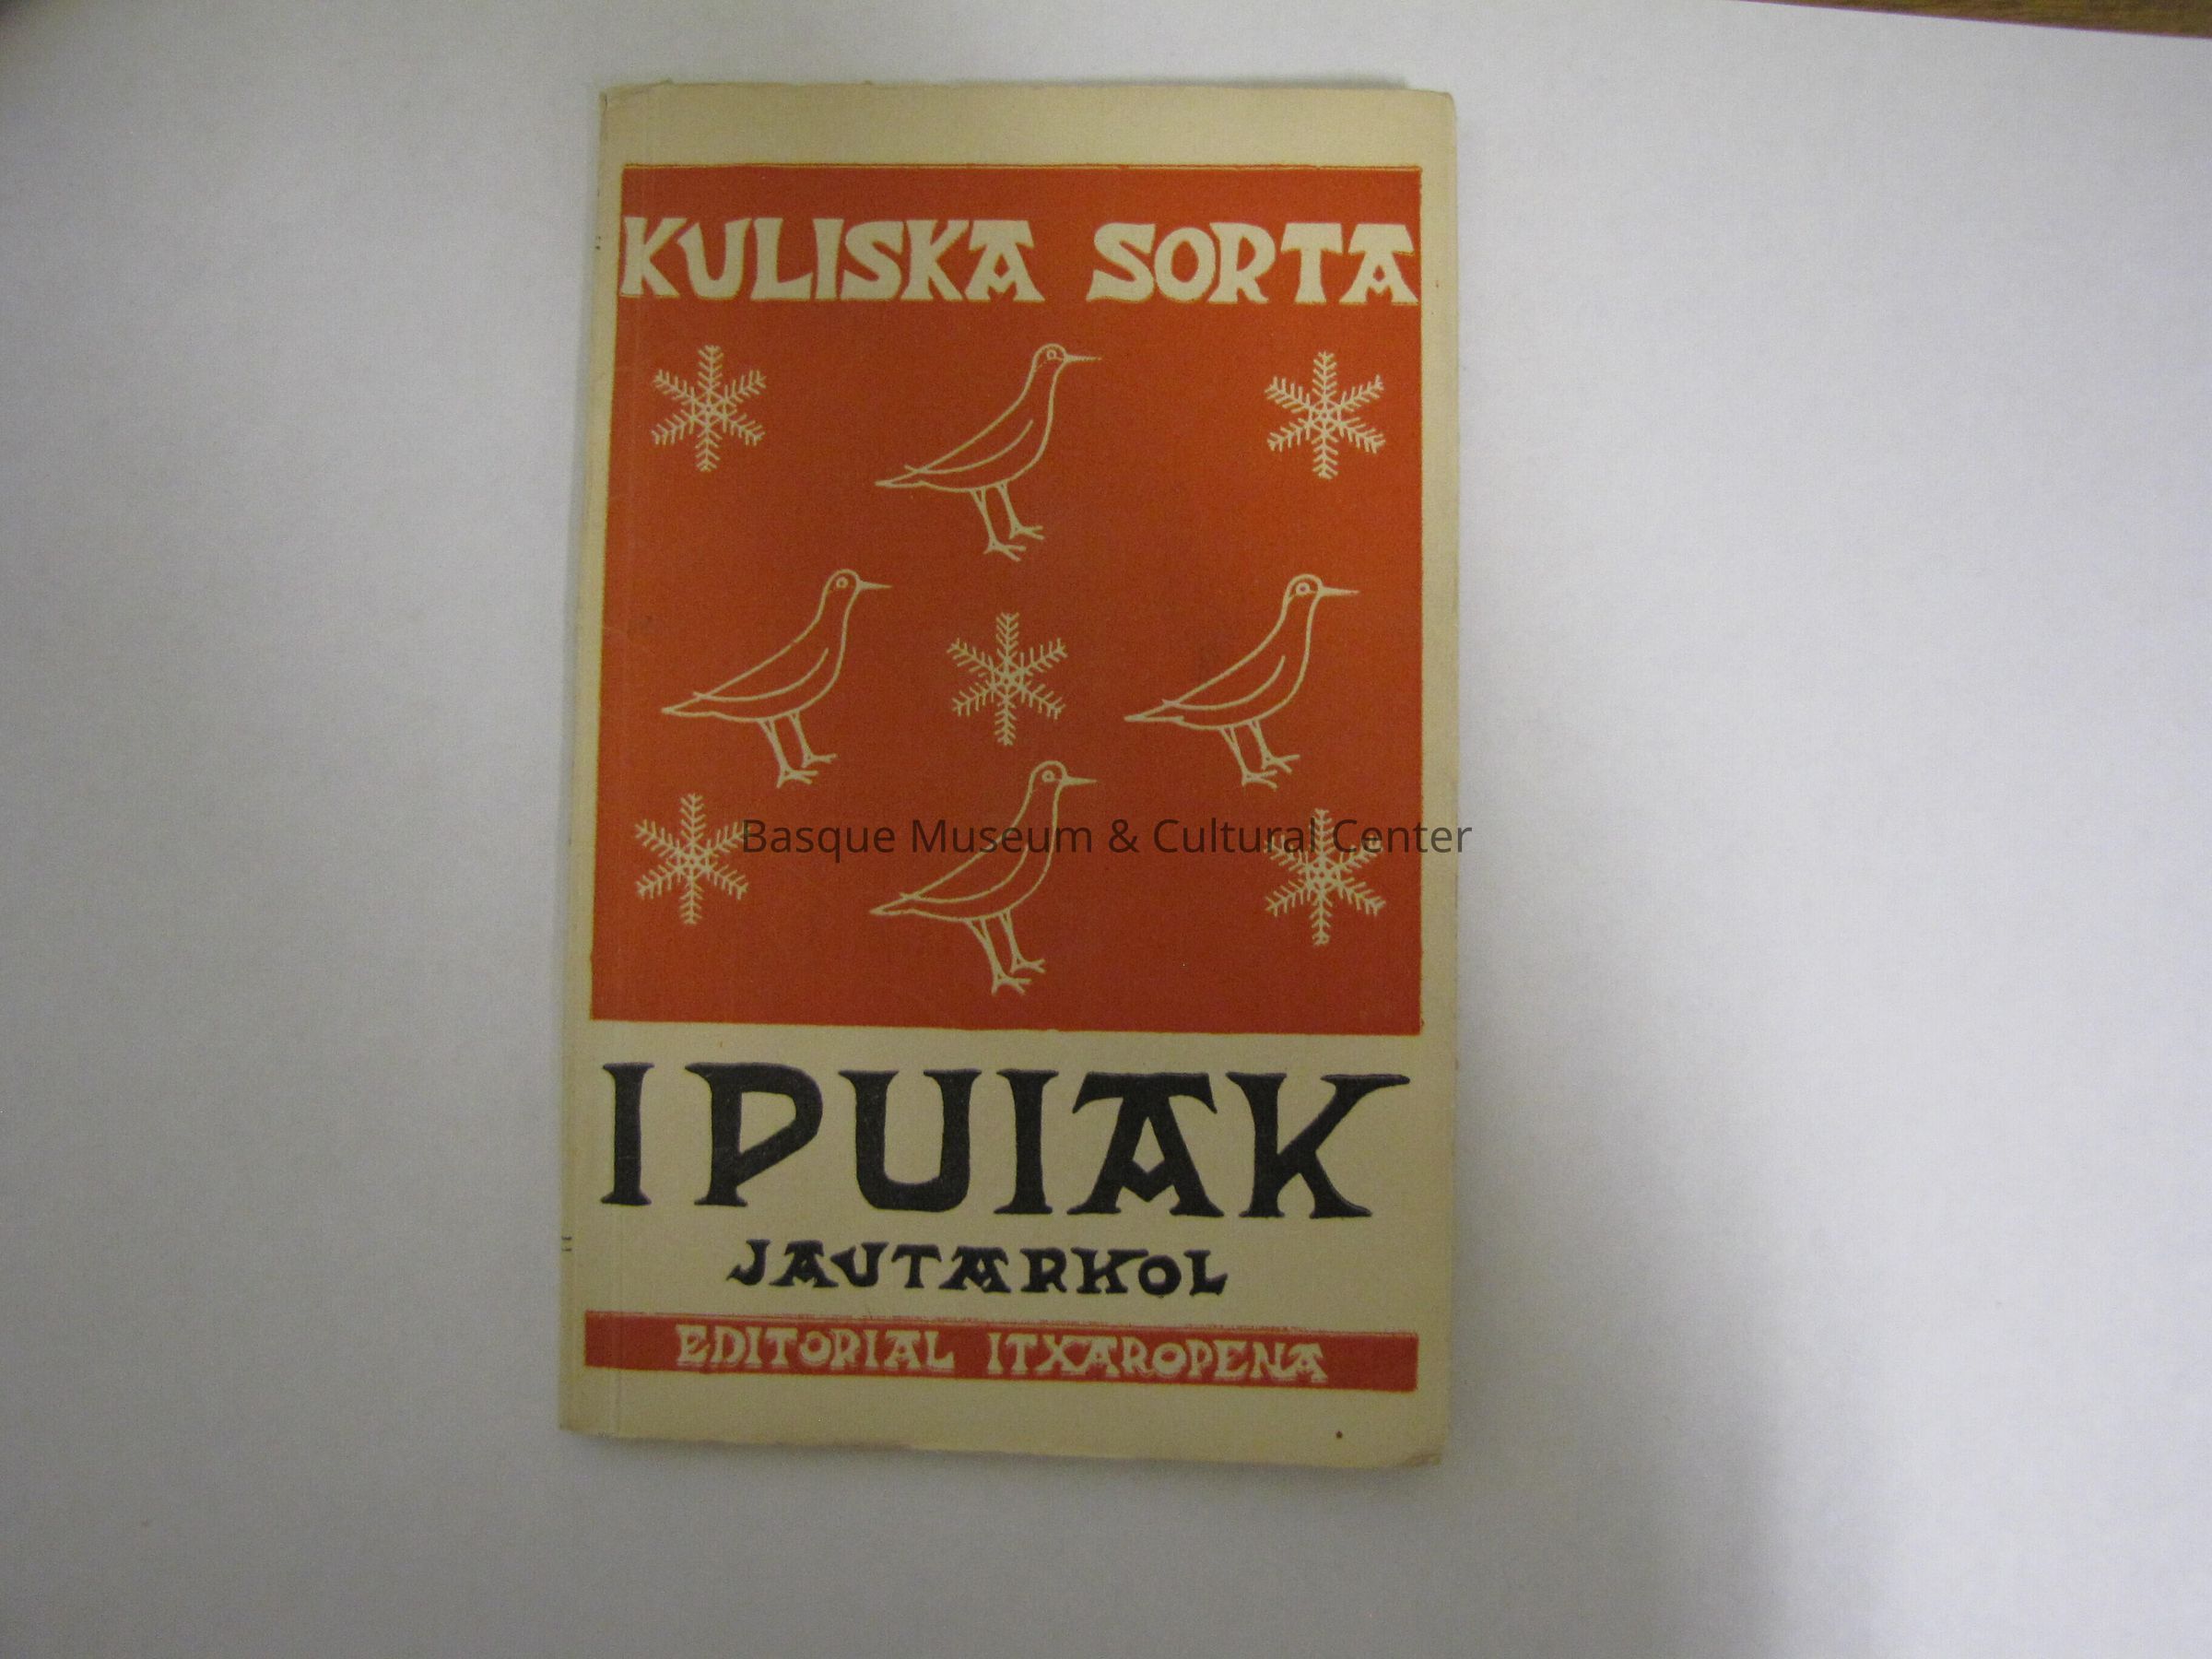 KULISKA SORTA
Basque Museum & Cultural Center
IPUIAK
JAUTARKOL
EDITORIAL ITXAROPENA